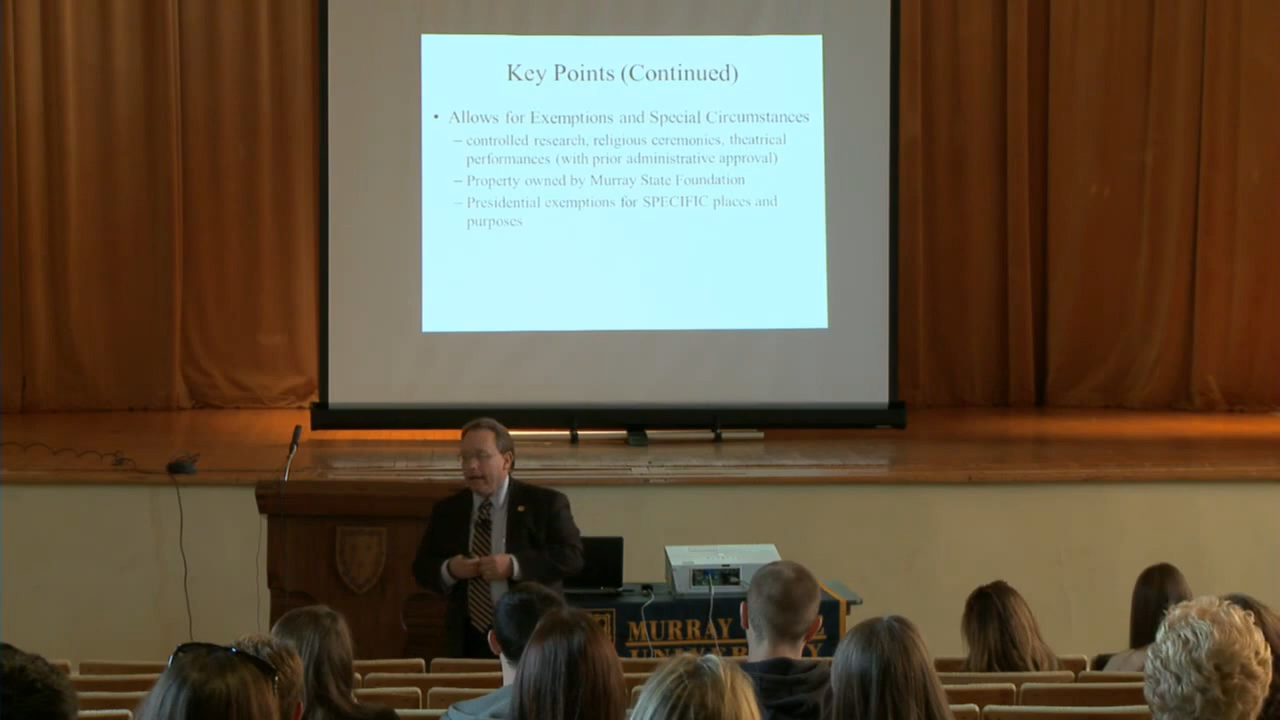 Key Points (Continued)
• Allows for Exemptions and Special Circumstances
– controlled research, religious ceremonies, theatrical
performances (with prior administrative approval)
– Property owned by Murray State Foundation
– Presidential exemptions for SPECIFIC places and
purposes
MURRAY